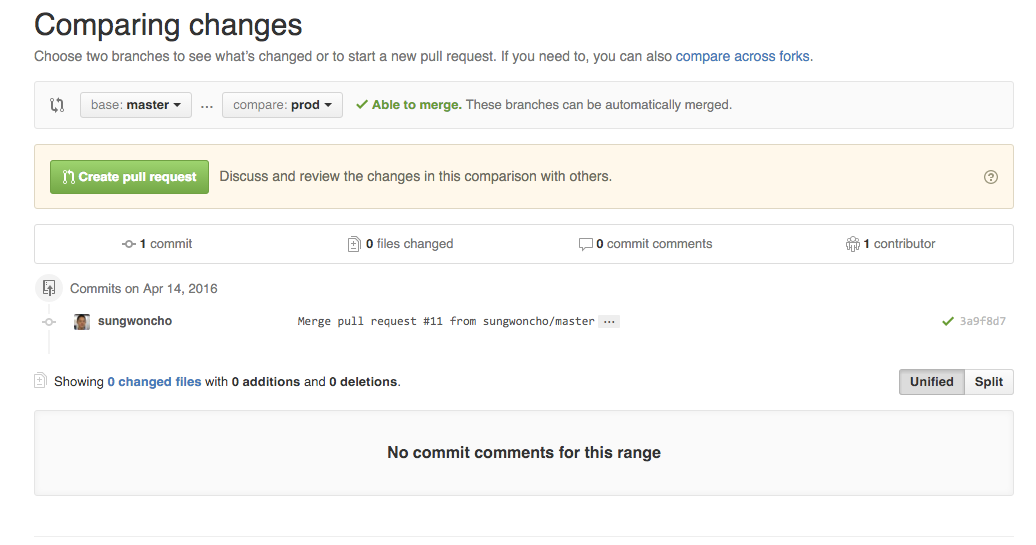 Comparing changes
Choose two branches to see what's changed or to start a new pull request. If you need to, you can also compare across forks.
base: master ... compare: prod Able to merge. These branches can be automatically merged.
Create pull request Discuss and review the changes in this comparison with others.
1 commit 0 files changed 0 commit comments 1 contributor
Commits on Apr 14, 2016
sungwoncho Merge pull request #11 from sungwoncho/master ... 3a9f8d7
Showing 0 changed files with 0 additions and 0 deletions. Unified Split
No commit comments for this range